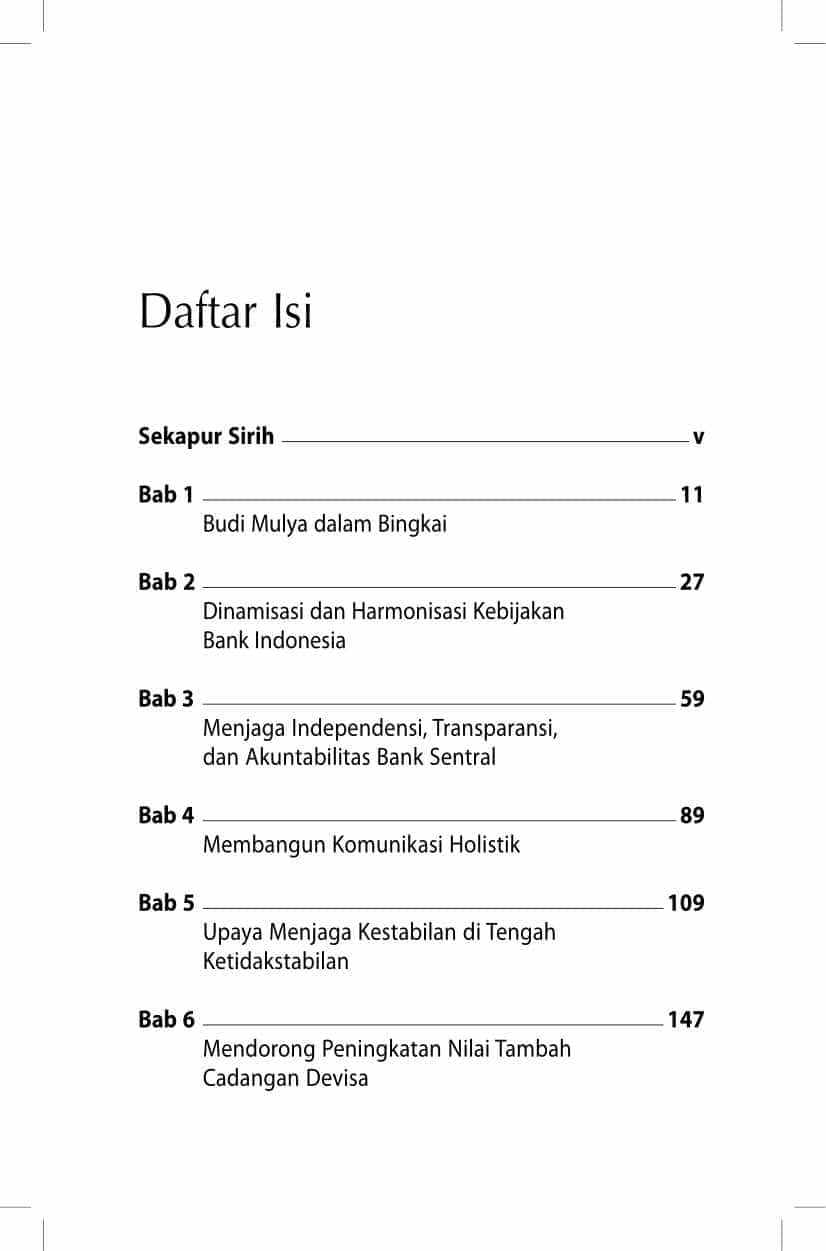 Daftar Isi
Sekapur Sirih v
Bab 1 11
Budi Mulya dalam Bingkai
Bab 2 27
Dinamisasi dan Harmonisasi Kebijakan
Bank Indonesia
Bab 3 59
Menjaga Independensi, Transparansi,
dan Akuntabilitas Bank Sentral
Bab 4 89
Membangun Komunikasi Holistik
Bab 5 109
Upaya Menjaga Kestabilan di Tengah
Ketidakstabilan
Bab 6 147
Mendorong Peningkatan Nilai Tambah
Cadangan Devisa